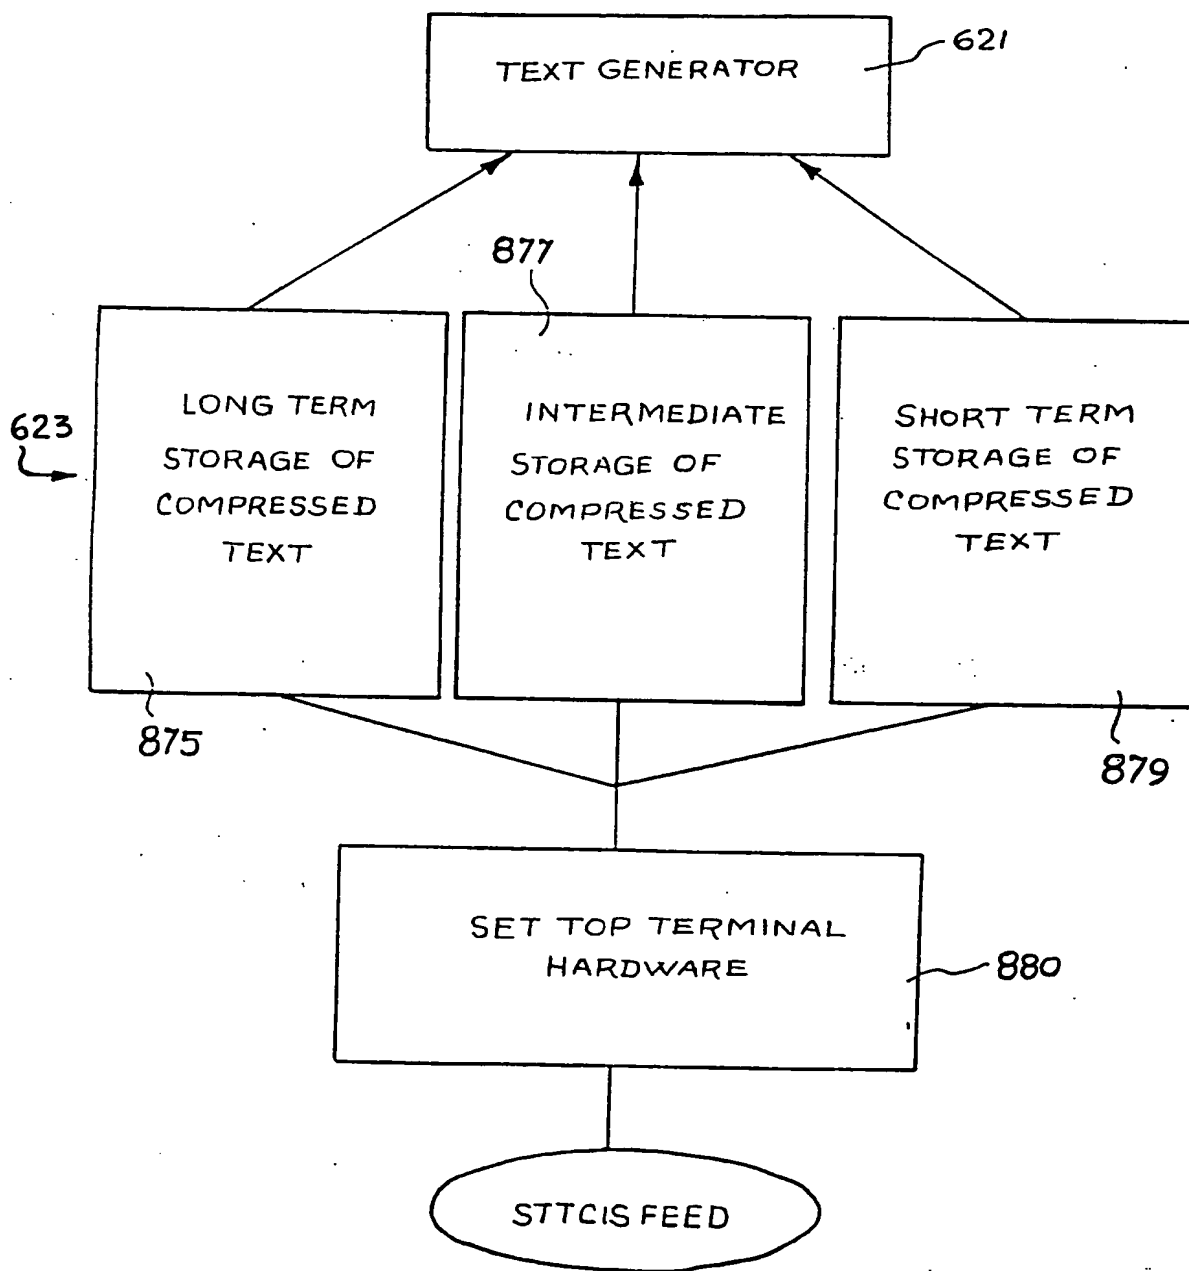 TEXT GENERATOR
621
877
623
LONG TERM
STORAGE OF
COMPRESSED
TEXT
INTERMEDIATE
STORAGE OF
COMPRESSED
TEXT
SHORT TERM
STORAGE OF
COMPRESSED
TEXT
875
879
SET TOP TERMINAL
HARDWARE
880
STTCIS FEED